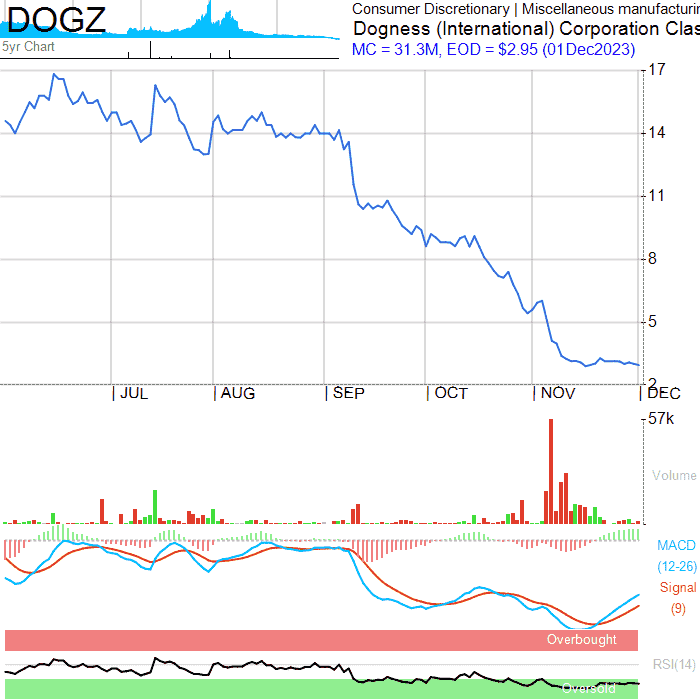 DOGZ
5yr Chart
Consumer Discretionary | Miscellaneous manufacturin
Dogness (International) Corporation Clas
MC = 31.3M, EOD = $2.95 (01Dec2023)
17
14
11
8
5
2
JUL AUG SEP OCT NOV DEC
57k
Volume
MACD
(12-26)
Signal
(9)
Overbought
RSI(14)
Oversold